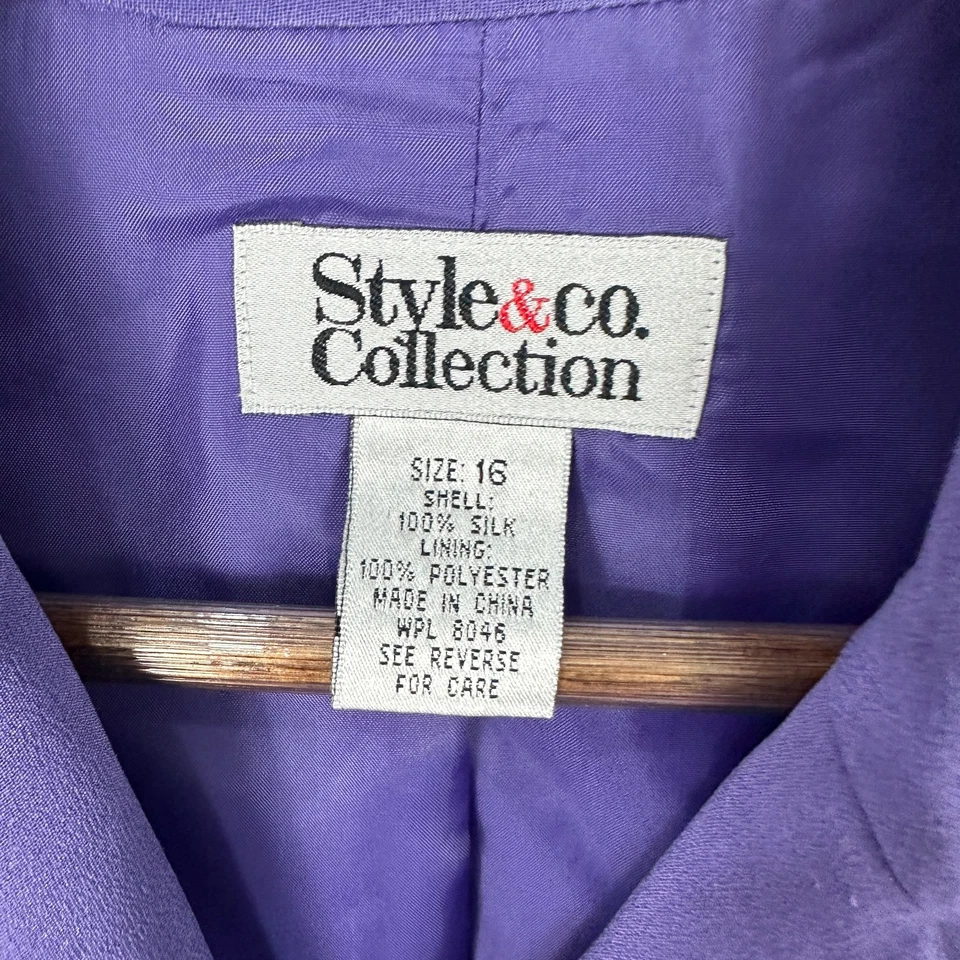 Style&co.
Collection
SIZE: 16
SHELL:
100% SILK
LINING:
100% POLYESTER
MADE IN CHINA
WPL 8046
SEE REVERSE
FOR CARE